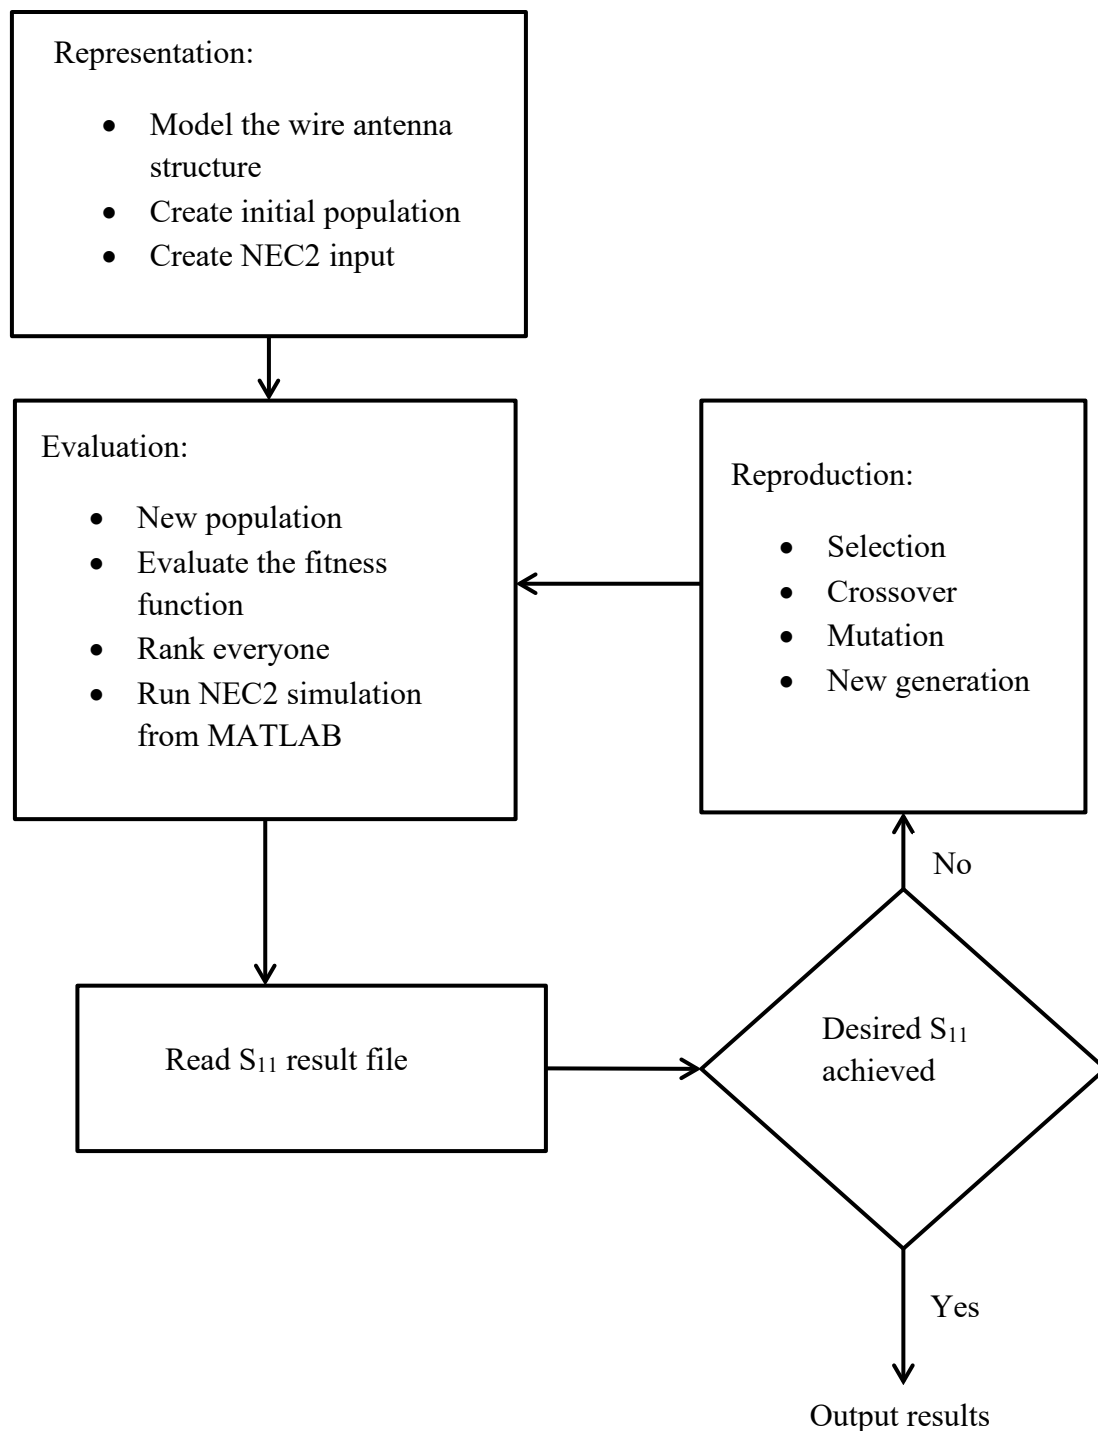 Representation:
• Model the wire antenna
structure
• Create initial population
• Create NEC2 input
Evaluation:
• New population
• Evaluate the fitness
function
• Rank everyone
• Run NEC2 simulation
from MATLAB
Reproduction:
• Selection
• Crossover
• Mutation
• New generation
No
Read S₁₁ result file
Desired S₁₁
achieved
Yes
Output results